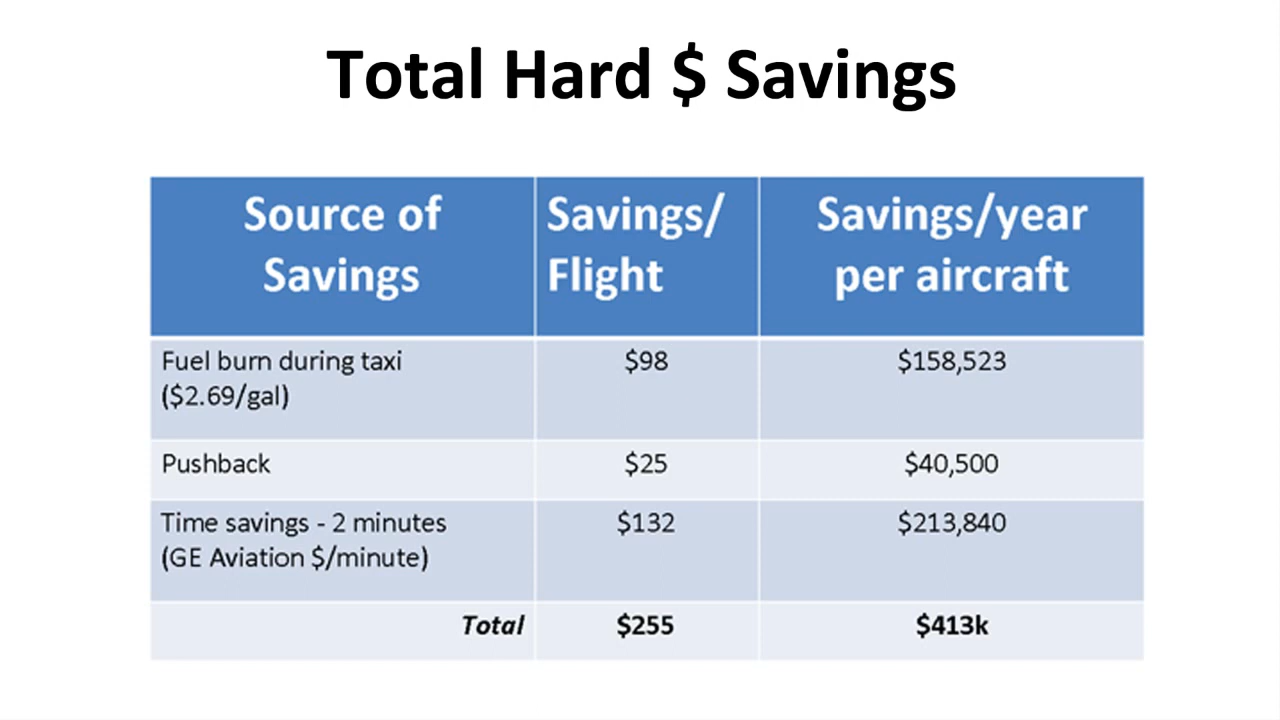 Total Hard $ Savings
Source of Savings/ Savings/year
Savings Flight per aircraft
Fuel burn during taxi $98 $158,523
($2.69/gal)
Pushback $25 $40,500
Time savings - 2 minutes $132 $213,840
(GE Aviation $/minute)
Total $255 $413k